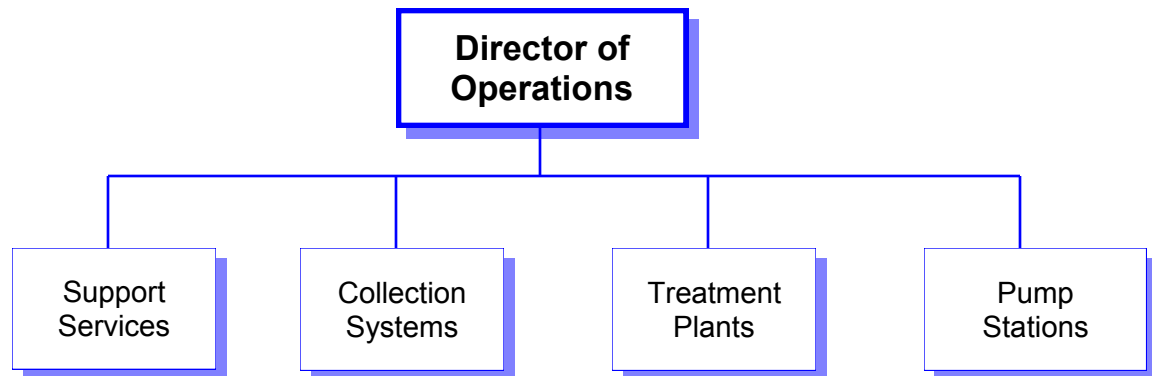 Director of
Operations
Support
Services
Collection
Systems
Treatment
Plants
Pump
Stations